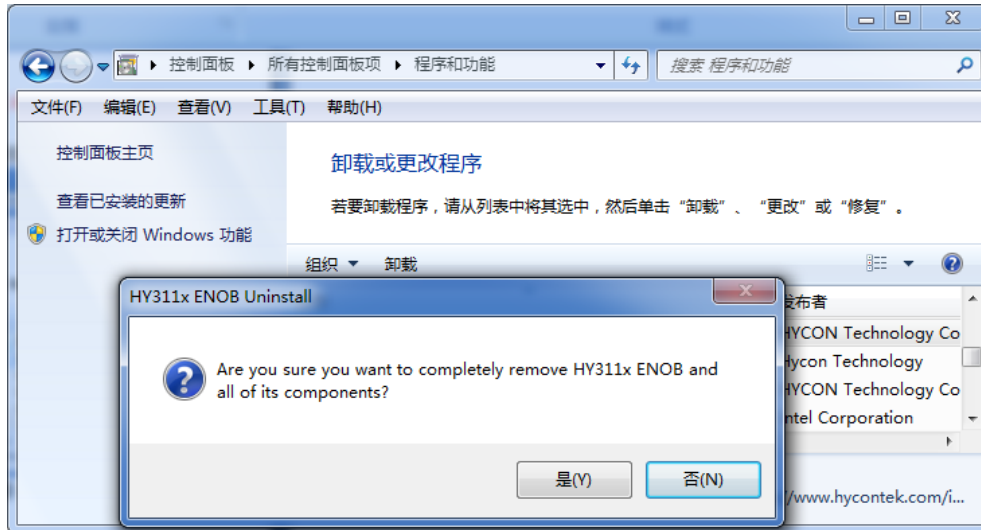 控制面板 ▸ 所有控制面板项 ▸ 程序和功能
搜索 程序和功能
文件(F) 编辑(E) 查看(V) 工具(T) 帮助(H)
控制面板主页
查看已安装的更新
打开或关闭 Windows 功能
卸载或更改程序
若要卸载程序，请从列表中将其选中，然后单击“卸载”、“更改”或“修复”。
组织 卸载
布者
HYCON Technology Co
Hycon Technology
HYCON Technology Co
ntel Corporation
/www.hycontek.com/i...
HY311x ENOB Uninstall
Are you sure you want to completely remove HY311x ENOB and
all of its components?
是(Y) 否(N)